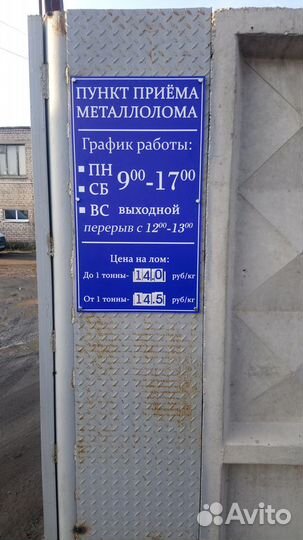 ПУНКТ ПРИЁМА
МЕТАЛЛОЛОМА
График работы:
ПН
СБ 9⁰⁰-17⁰⁰
ВС выходной
перерыв с 12⁰⁰-13⁰⁰
Цена на лом:
До 1 тонны- 14.0 руб/кг
От 1 тонны- 14.5 руб/кг
Avito